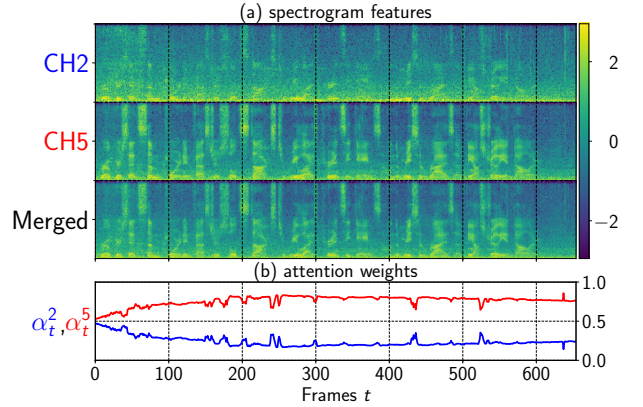 (a) spectrogram features
CH2
CH5
Merged
2
0
−2
(b) attention weights
α_t^2,α_t^5
1.0
0.5
0.0
0 100 200 300 400 500 600
Frames t